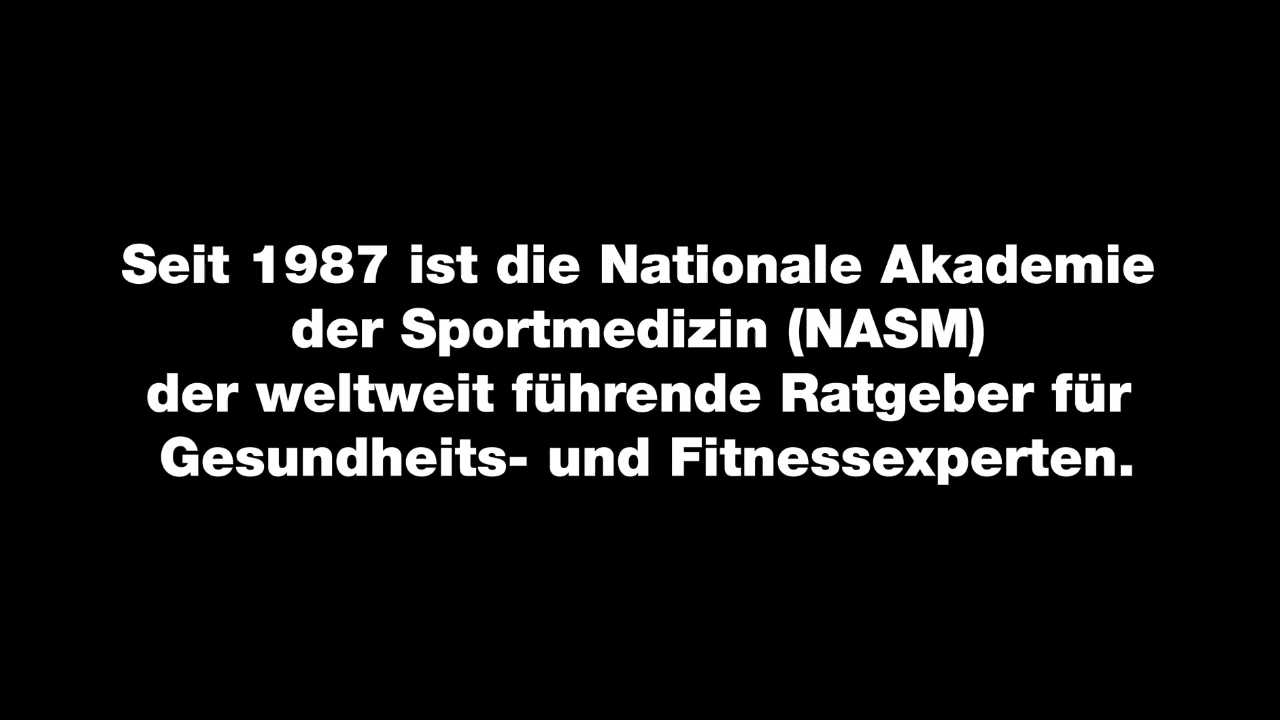 Seit 1987 ist die Nationale Akademie
der Sportmedizin (NASM)
der weltweit führende Ratgeber für
Gesundheits- und Fitnessexperten.